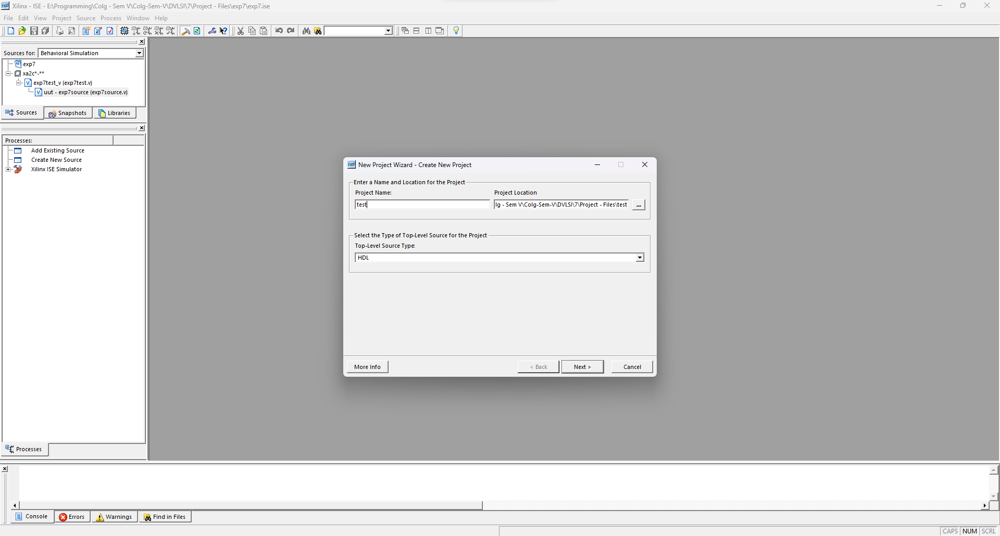 Xilinx - ISE - E:\Programming\Colg - Sem V\Colg-Sem-V\DVLSI\7\Project - Files\exp7\exp7.ise
File Edit View Project Source Process Window Help
Sources for: Behavioral Simulation
exp7
xa2c*-**
exp7test_v (exp7test.v)
uut - exp7source (exp7source.v)
Sources Snapshots Libraries
Processes:
Add Existing Source
Create New Source
Xilinx ISE Simulator
Processes
New Project Wizard - Create New Project
Enter a Name and Location for the Project
Project Name: Project Location
test lg - Sem V\Colg-Sem-V\DVLSI\7\Project - Files\test ...
Select the Type of Top-Level Source for the Project
Top-Level Source Type:
HDL
More Info < Back Next > Cancel
Console Errors Warnings Find in Files
CAPS NUM SCRL